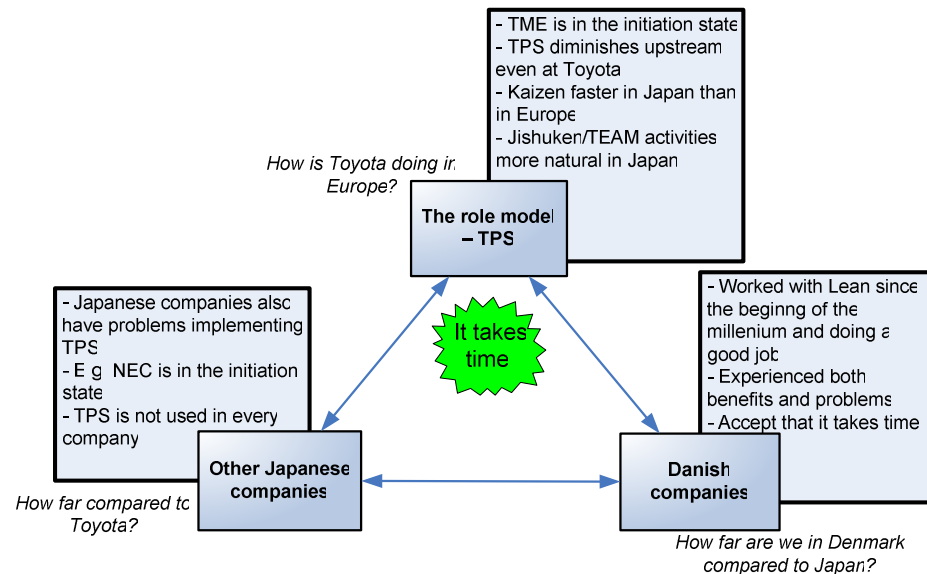 - TME is in the initiation state
- TPS diminishes upstream
even at Toyota
- Kaizen faster in Japan than
in Europe
- Jishuken/TEAM activities
more natural in Japan
How is Toyota doing in
Europe?
The role model
– TPS
- Japanese companies also
have problems implementing
TPS
- E g NEC is in the initiation
state
- TPS is not used in every
company
It takes
time
- Worked with Lean since
the beginng of the
millenium and doing a
good job
- Experienced both
benefits and problems
- Accept that it takes time
Other Japanese
companies
Danish
companies
How far compared to
Toyota?
How far are we in Denmark
compared to Japan?